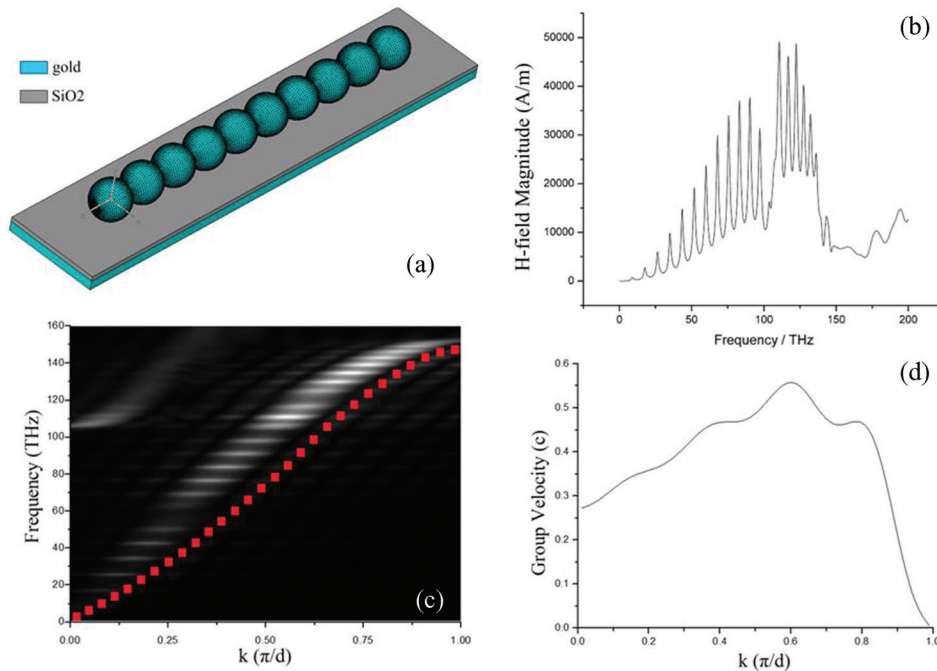 gold
SiO2
(a)
(b)
H-field Magnitude (A/m)
50000
40000
30000
20000
10000
0
0 50 100 150 200
Frequency / THz
(c)
Frequency (THz)
160
140
120
100
80
60
40
20
0
0.00 0.25 0.50 0.75 1.00
k (π/d)
(d)
Group Velocity (c)
0.6
0.5
0.4
0.3
0.2
0.1
0.0
0.0 0.2 0.4 0.6 0.8 1.0
k (π/d)